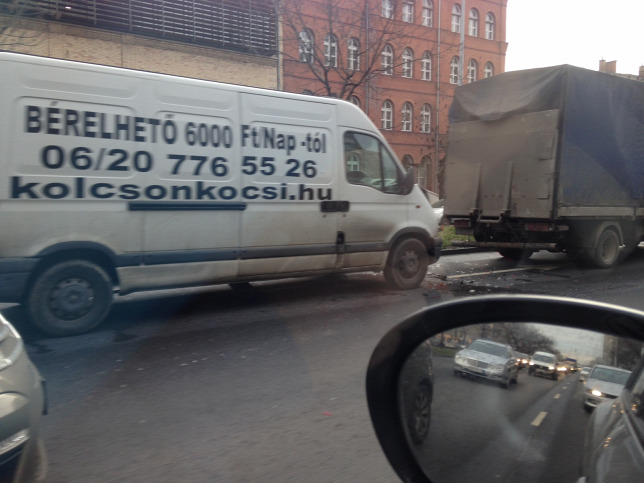 BÉRELHETŐ 6000 Ft/Nap -tól
06/20 776 55 26
kolcsonkocsi.hu